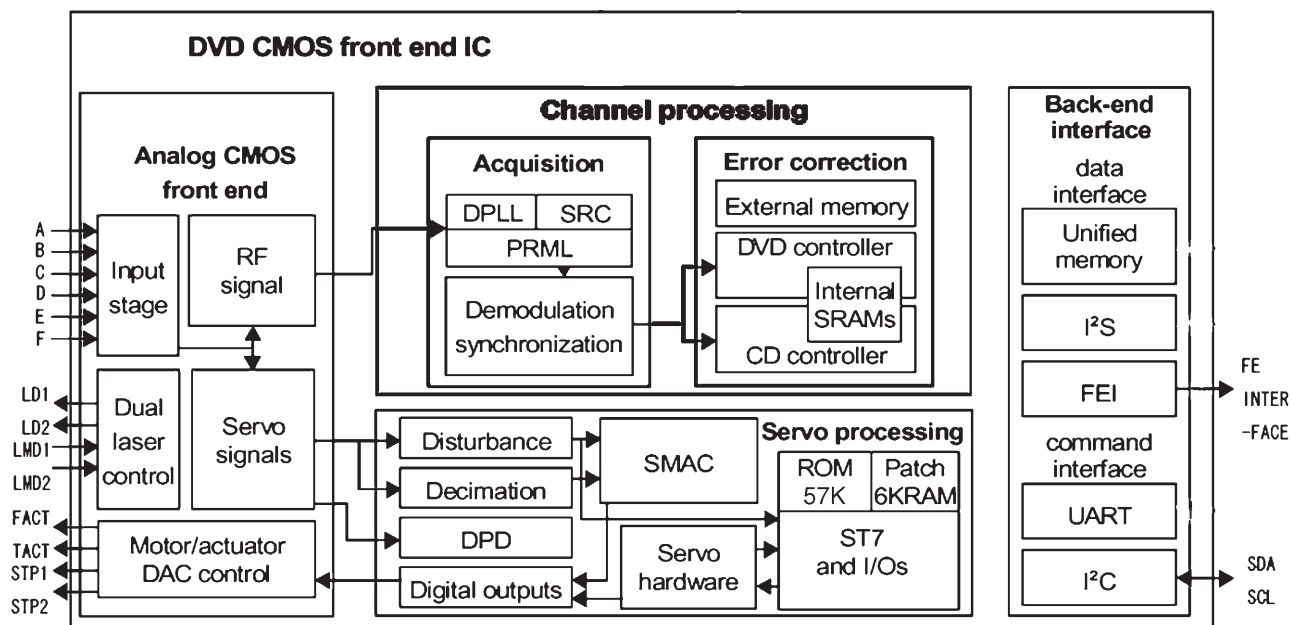 DVD CMOS front end IC
Analog CMOS
front end
A
B
C
D
E
F
Input
stage
RF
signal
LD1
LD2
LMD1
LMD2
Dual
laser
control
Servo
signals
FACT
TACT
STP1
STP2
Motor/actuator
DAC control
Channel processing
Acquisition
DPLL
SRC
PRML
Demodulation
synchronization
Error correction
External memory
DVD controller
Internal
SRAMs
CD controller
Servo processing
Disturbance
Decimation
DPD
Digital outputs
SMAC
Servo
hardware
ROM
57K
Patch
6KRAM
ST7
and I/Os
Back-end
interface
data
interface
Unified
memory
I²S
FEI
command
interface
UART
I²C
FE
INTER
-FACE
SDA
SCL